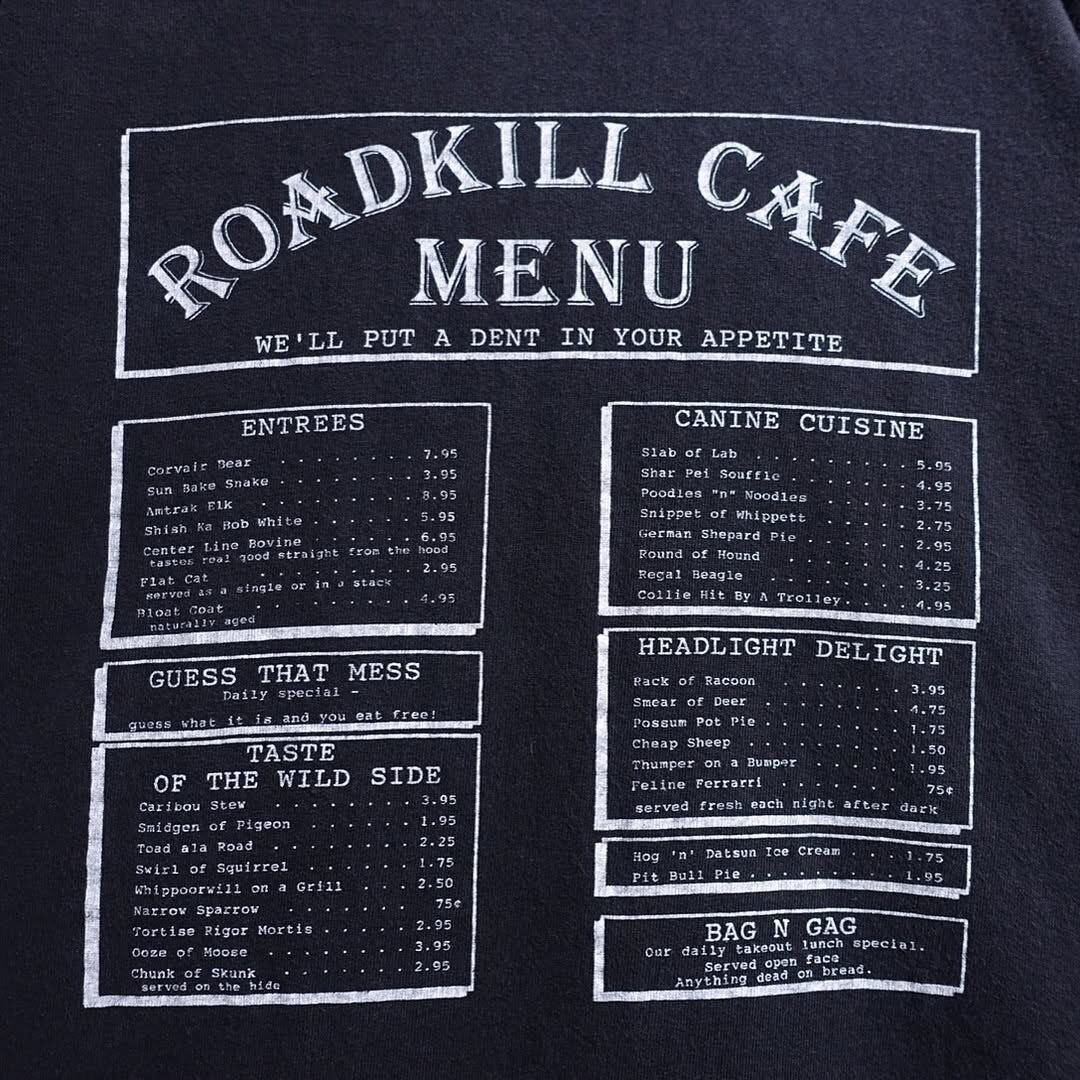 ROADKILL CAFE
MENU
WE'LL PUT A DENT IN YOUR APPETITE
ENTREES
Corvair Bear . . . . . . . . 7.95
Sun Bake Snake . . . . . . . 3.95
Amtrak Elk . . . . . . . . 8.95
Shish Ka Bob White . . . . . . 5.95
Center Line Bovine . . . . . . 6.95
tastes real good straight from the hood
Flat Cat . . . . . . . . . 2.95
served as a single or in a stack
Bloat Goat . . . . . . . . . 4.95
naturally aged
GUESS THAT MESS
Daily special -
guess what it is and you eat free!
TASTE
OF THE WILD SIDE
Caribou Stew . . . . . . . . 3.95
Smidgen of Pigeon . . . . . . 1.95
Toad ala Road . . . . . . . 2.25
Swirl of Squirrel . . . . . . 1.75
Whippoorwill on a Grill . . . 2.50
Narrow Sparrow . . . . . . . 75¢
Tortise Rigor Mortis . . . . . 2.95
Ooze of Moose . . . . . . . . 3.95
Chunk of Skunk . . . . . . . 2.95
served on the hide
CANINE CUISINE
Slab of Lab . . . . . . . . . 5.95
Shar Pei Souffle . . . . . . . 4.95
Poodles "n" Noodles . . . . . 3.75
Snippet of Whippett . . . . . 2.75
German Shepard Pie . . . . . . 2.95
Round of Hound . . . . . . . 4.25
Regal Beagle . . . . . . . 3.25
Collie Hit By A Trolley. . . . 4.95
HEADLIGHT DELIGHT
Rack of Racoon . . . . . . . 3.95
Smear of Deer . . . . . . . . 4.75
Possum Pot Pie . . . . . . . . 1.75
Cheap Sheep . . . . . . . . . 1.50
Thumper on a Bumper . . . . . 1.95
Feline Ferrarri . . . . . . . 75¢
served fresh each night after dark
Hog 'n' Datsun Ice Cream . . . 1.75
Pit Bull Pie . . . . . . . . . 1.95
BAG N GAG
Our daily takeout lunch special.
Served open face
Anything dead on bread.